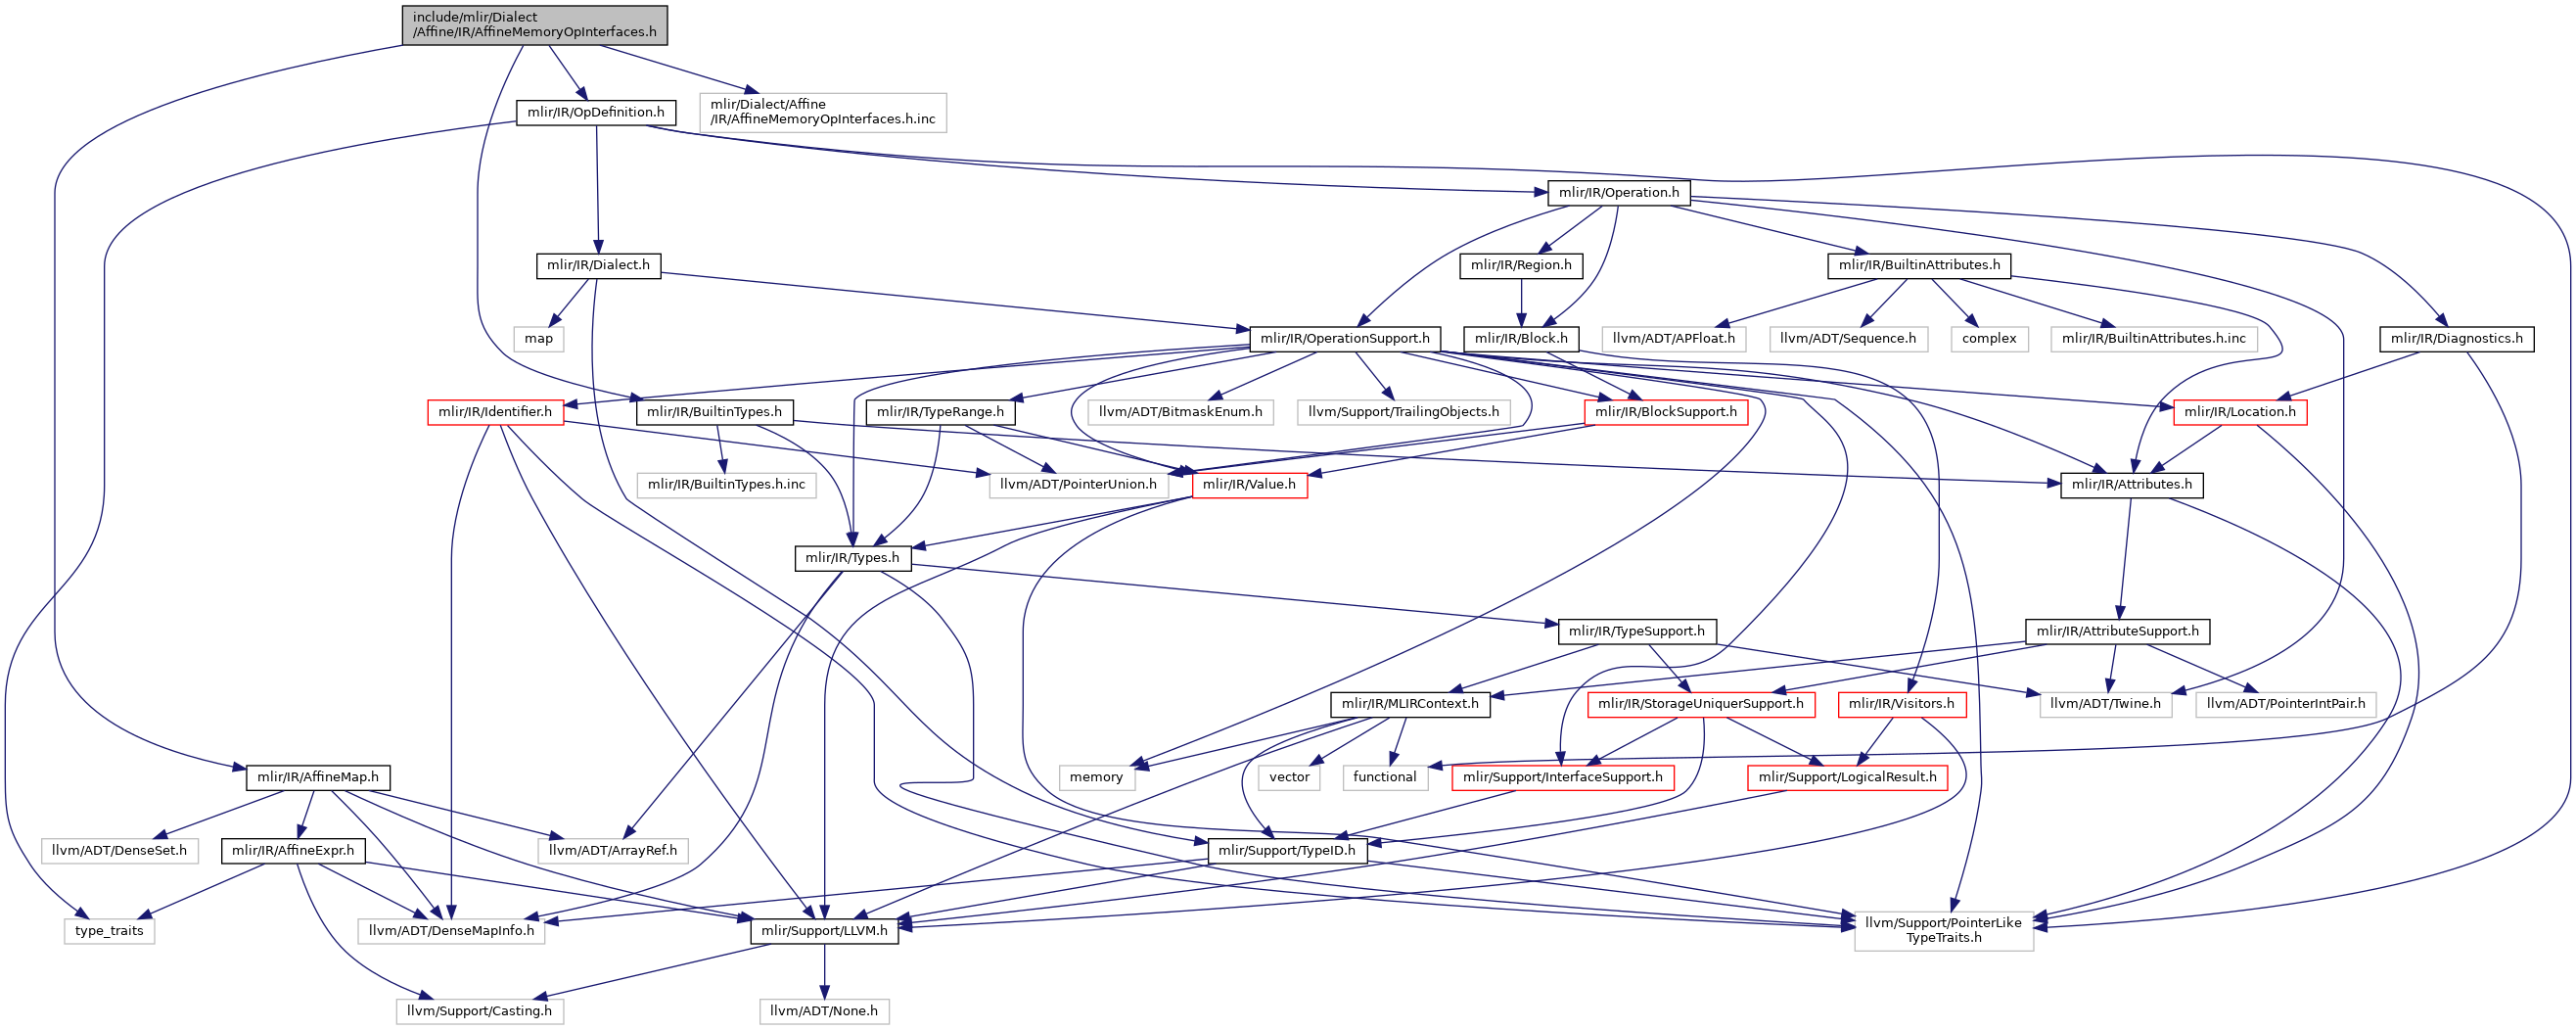 include/mlir/Dialect
/Affine/IR/AffineMemoryOpInterfaces.h
mlir/IR/OpDefinition.h
mlir/Dialect/Affine
/IR/AffineMemoryOpInterfaces.h.inc
mlir/IR/Operation.h
mlir/IR/Dialect.h
mlir/IR/Region.h
mlir/IR/BuiltinAttributes.h
map
mlir/IR/OperationSupport.h
mlir/IR/Block.h
llvm/ADT/APFloat.h
llvm/ADT/Sequence.h
complex
mlir/IR/BuiltinAttributes.h.inc
mlir/IR/Diagnostics.h
mlir/IR/Identifier.h
mlir/IR/BuiltinTypes.h
mlir/IR/TypeRange.h
llvm/ADT/BitmaskEnum.h
llvm/Support/TrailingObjects.h
mlir/IR/BlockSupport.h
mlir/IR/Location.h
mlir/IR/BuiltinTypes.h.inc
llvm/ADT/PointerUnion.h
mlir/IR/Value.h
mlir/IR/Attributes.h
mlir/IR/Types.h
mlir/IR/TypeSupport.h
mlir/IR/AttributeSupport.h
mlir/IR/MLIRContext.h
mlir/IR/StorageUniquerSupport.h
mlir/IR/Visitors.h
llvm/ADT/Twine.h
llvm/ADT/PointerIntPair.h
mlir/IR/AffineMap.h
memory
vector
functional
mlir/Support/InterfaceSupport.h
mlir/Support/LogicalResult.h
llvm/ADT/DenseSet.h
mlir/IR/AffineExpr.h
llvm/ADT/ArrayRef.h
mlir/Support/TypeID.h
type_traits
llvm/ADT/DenseMapInfo.h
mlir/Support/LLVM.h
llvm/Support/PointerLike
TypeTraits.h
llvm/Support/Casting.h
llvm/ADT/None.h